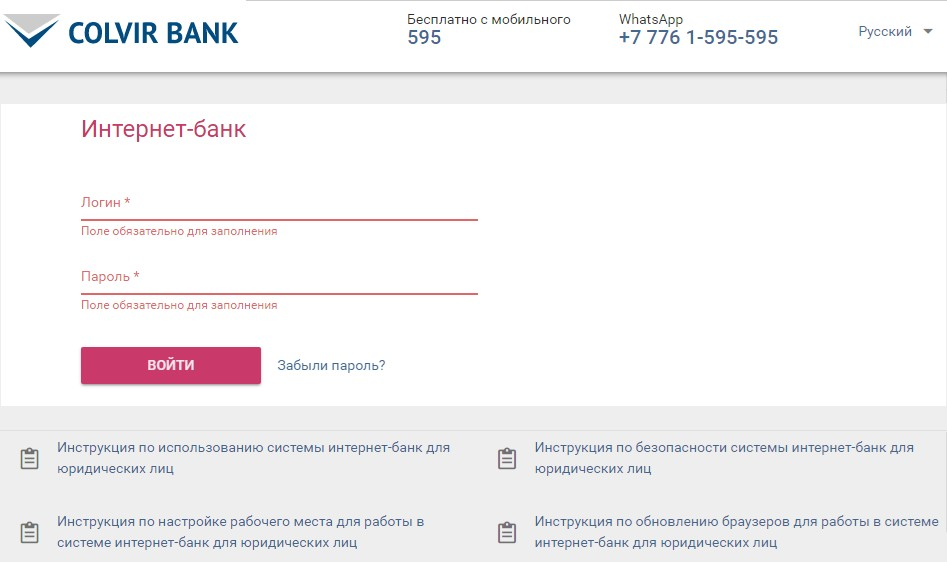 COLVIR BANK
Бесплатно с мобильного
595
WhatsApp
+7 776 1-595-595
Русский
Интернет-банк
Логин *
Поле обязательно для заполнения
Пароль *
Поле обязательно для заполнения
ВОЙТИ
Забыли пароль?
Инструкция по использованию системы интернет-банк для
юридических лиц
Инструкция по безопасности системы интернет-банк для
юридических лиц
Инструкция по настройке рабочего места для работы в
системе интернет-банк для юридических лиц
Инструкция по обновлению браузеров для работы в системе
интернет-банк для юридических лиц